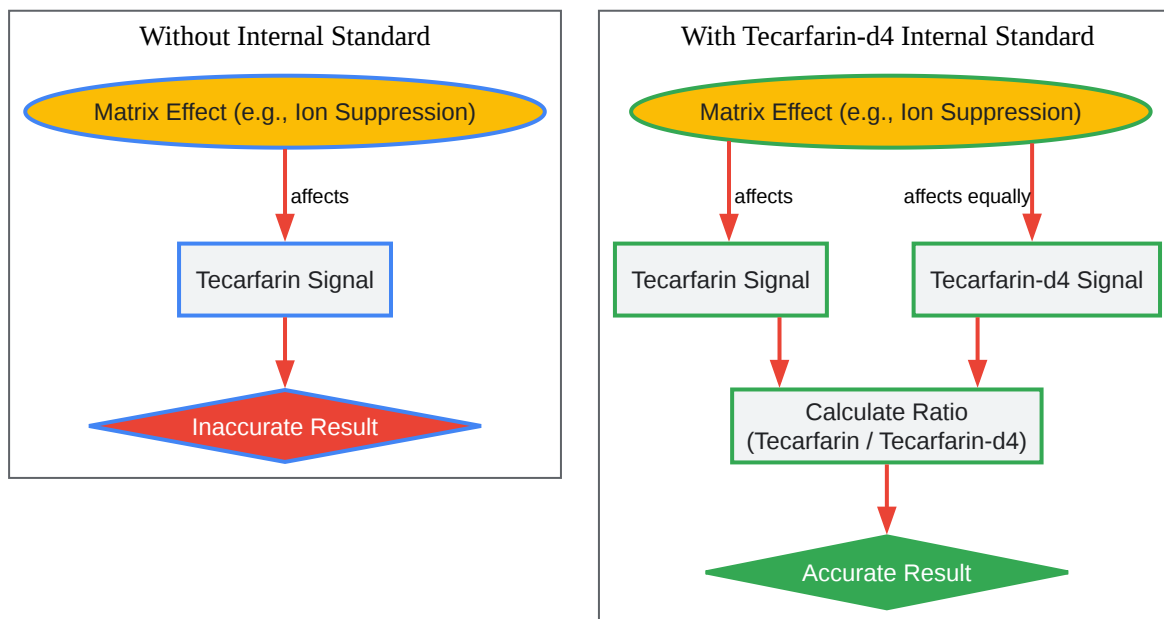 Without Internal Standard
Matrix Effect (e.g., Ion Suppression)
affects
Tecarfarin Signal
Inaccurate Result
With Tecarfarin-d4 Internal Standard
Matrix Effect (e.g., Ion Suppression)
affects
affects equally
Tecarfarin Signal
Tecarfarin-d4 Signal
Calculate Ratio
(Tecarfarin / Tecarfarin-d4)
Accurate Result